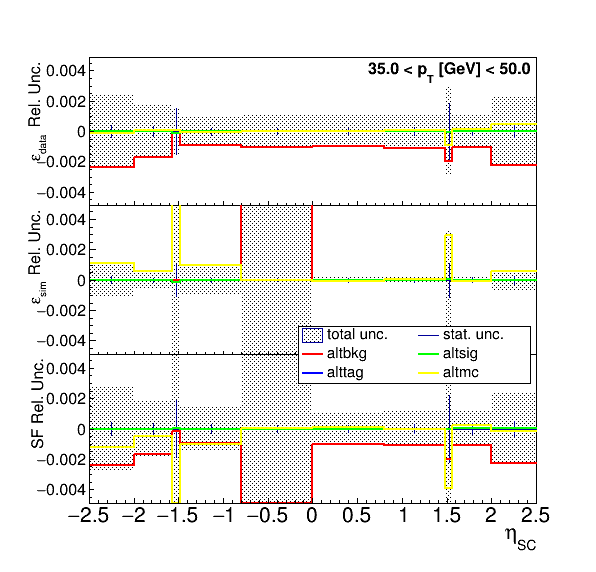 35.0 < p_T [GeV] < 50.0
ε_data Rel. Unc.
0.004
0.002
0
−0.002
−0.004
ε_sim Rel. Unc.
0.004
0.002
0
−0.002
−0.004
total unc. stat. unc.
altbkg altsig
alttag altmc
SF Rel. Unc.
0.004
0.002
0
−0.002
−0.004
−2.5 −2 −1.5 −1 −0.5 0 0.5 1 1.5 2 2.5
η_SC